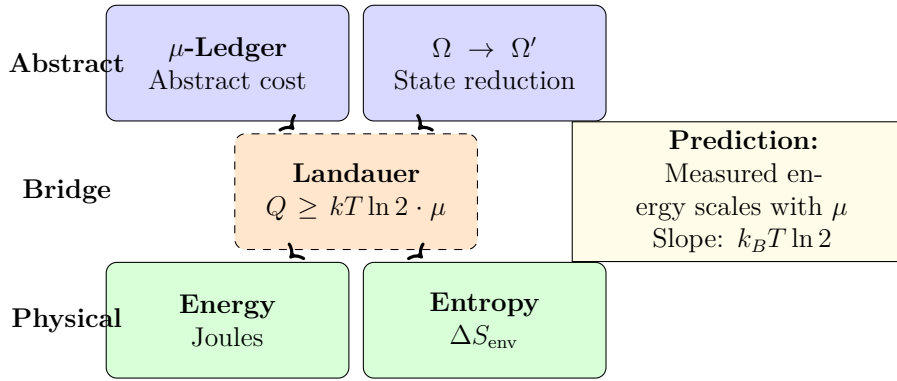 Abstract
μ-Ledger
Abstract cost
Ω → Ω′
State reduction
Bridge
Landauer
Q ≥ kT ln 2 · μ
Prediction:
Measured en-
ergy scales with μ
Slope: k_BT ln 2
Physical
Energy
Joules
Entropy
ΔS_env